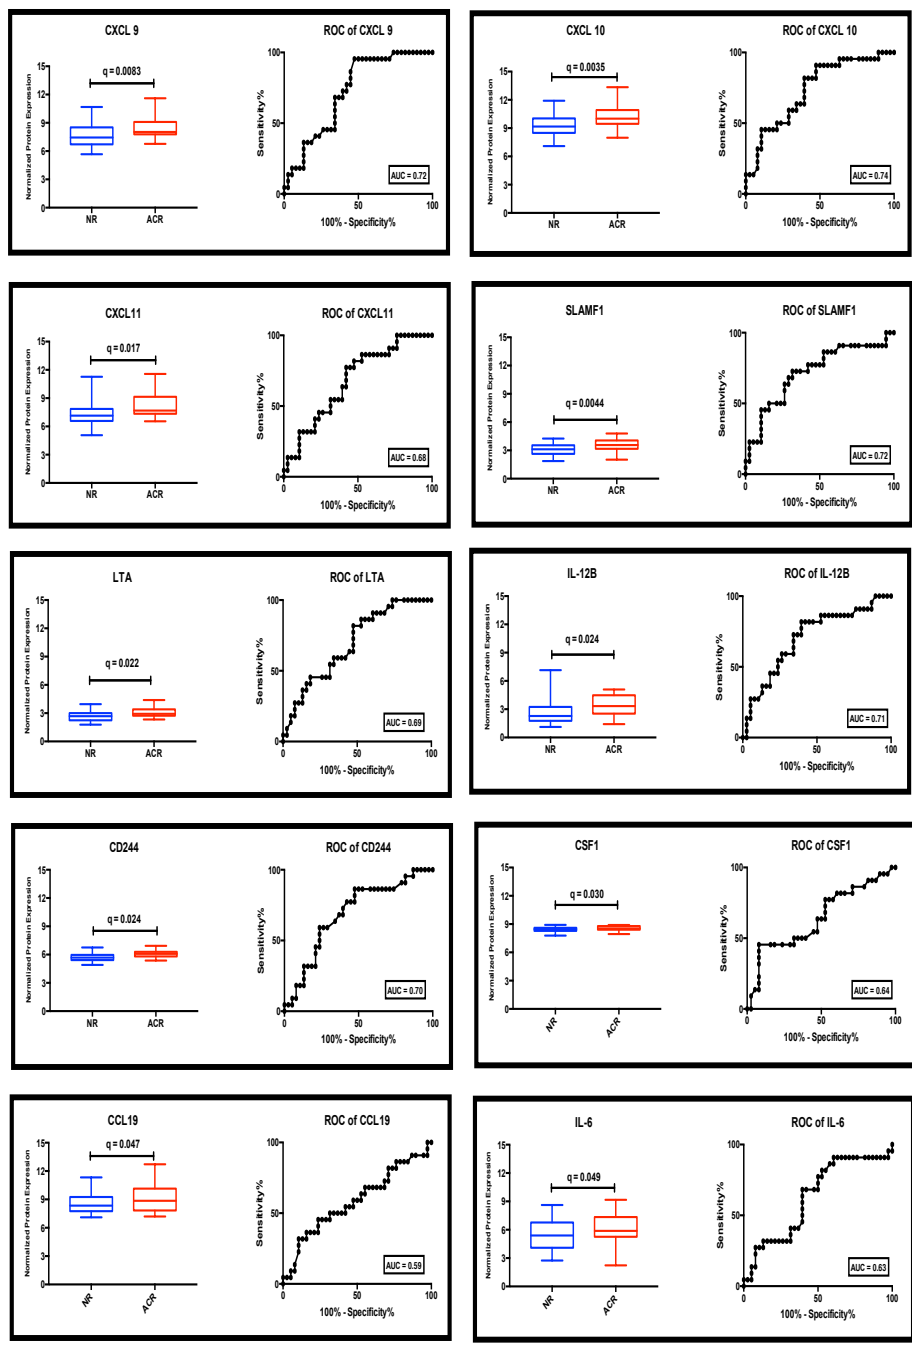 CXCL 9
q = 0.0083
Normalized Protein Expression
15
12
9
6
3
0
NR
ACR
ROC of CXCL 9
Sensitivity%
100
50
0
0
50
100
100% - Specificity%
AUC = 0.72
CXCL 10
q = 0.0035
Normalized Protein Expression
15
12
9
6
3
0
NR
ACR
ROC of CXCL 10
Sensitivity%
100
50
0
0
50
100
100% - Specificity%
AUC = 0.74
CXCL11
q = 0.017
Normalized Protein Expression
15
12
9
6
3
0
NR
ACR
ROC of CXCL11
Sensitivity%
100
50
0
0
50
100
100% - Specificity%
AUC = 0.68
SLAMF1
q = 0.0044
Normalized Protein Expression
15
12
9
6
3
0
NR
ACR
ROC of SLAMF1
Sensitivity%
100
50
0
0
50
100
100% - Specificity%
AUC = 0.72
LTA
q = 0.022
Normalized Protein Expression
15
12
9
6
3
0
NR
ACR
ROC of LTA
Sensitivity%
100
50
0
0
50
100
100% - Specificity%
AUC = 0.69
IL-12B
q = 0.024
Normalized Protein Expression
15
12
9
6
3
0
NR
ACR
ROC of IL-12B
Sensitivity%
100
50
0
0
50
100
100% - Specificity%
AUC = 0.71
CD244
q = 0.024
Normalized Protein Expression
15
12
9
6
3
0
NR
ACR
ROC of CD244
Sensitivity%
100
50
0
0
50
100
100% - Specificity%
AUC = 0.70
CSF1
q = 0.030
Normalized Protein Expression
15
12
9
6
3
0
NR
ACR
ROC of CSF1
Sensitivity%
100
50
0
0
50
100
100% - Specificity%
AUC = 0.64
CCL19
q = 0.047
Normalized Protein Expression
15
12
9
6
3
0
NR
ACR
ROC of CCL19
Sensitivity%
100
50
0
0
50
100
100% - Specificity%
AUC = 0.59
IL-6
q = 0.049
Normalized Protein Expression
15
12
9
6
3
0
NR
ACR
ROC of IL-6
Sensitivity%
100
50
0
0
50
100
100% - Specificity%
AUC = 0.63